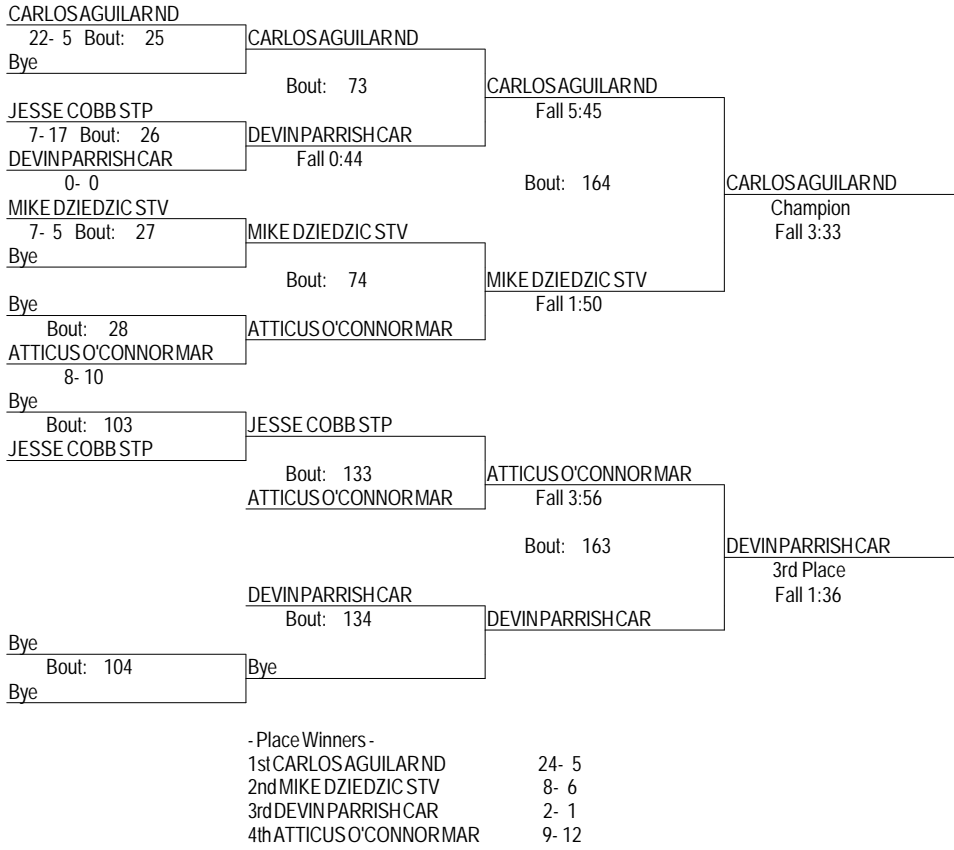 CARLOS AGUILAR ND
22- 5 Bout: 25
CARLOS AGUILAR ND
Bye
Bout: 73
CARLOS AGUILAR ND
JESSE COBB STP
Fall 5:45
7- 17 Bout: 26
DEVIN PARRISH CAR
DEVIN PARRISH CAR
Fall 0:44
0- 0
Bout: 164
CARLOS AGUILAR ND
MIKE DZIEDZIC STV
Champion
7- 5 Bout: 27
MIKE DZIEDZIC STV
Fall 3:33
Bye
Bout: 74
MIKE DZIEDZIC STV
Bye
Fall 1:50
Bout: 28
ATTICUS O'CONNOR MAR
ATTICUS O'CONNOR MAR
8- 10
Bye
Bout: 103
JESSE COBB STP
JESSE COBB STP
Bout: 133
ATTICUS O'CONNOR MAR
ATTICUS O'CONNOR MAR
Fall 3:56
Bout: 163
DEVIN PARRISH CAR
3rd Place
DEVIN PARRISH CAR
Fall 1:36
Bout: 134
DEVIN PARRISH CAR
Bye
Bout: 104
Bye
Bye
- Place Winners -
1st CARLOS AGUILAR ND 24- 5
2nd MIKE DZIEDZIC STV 8- 6
3rd DEVIN PARRISH CAR 2- 1
4th ATTICUS O'CONNOR MAR 9- 12